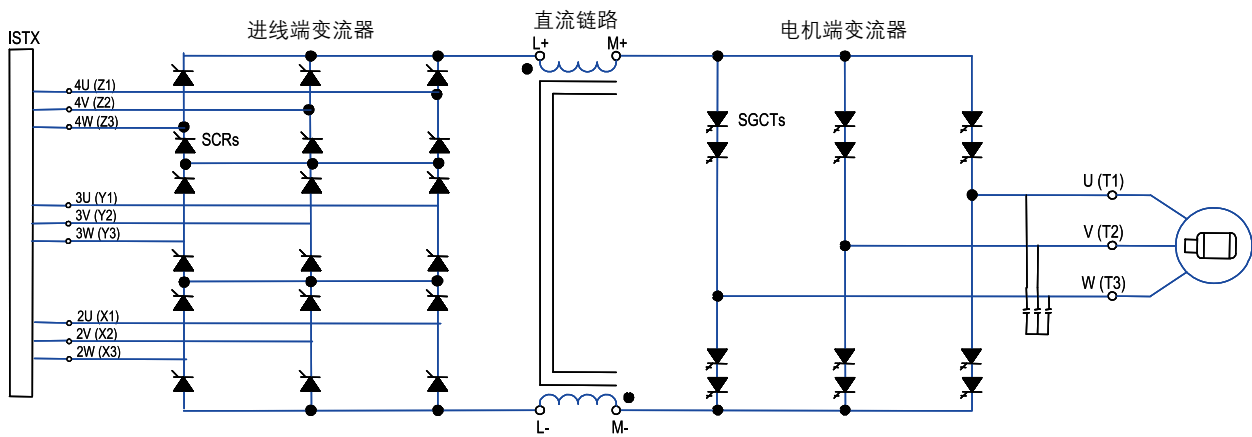 ISTX
进线端变流器
直流链路
电机端变流器
L+
M+
4U (Z1)
4V (Z2)
4W (Z3)
SCRs
SGCTs
3U (Y1)
3V (Y2)
3W (Y3)
U (T1)
V (T2)
W (T3)
2U (X1)
2V (X2)
2W (X3)
L-
M-